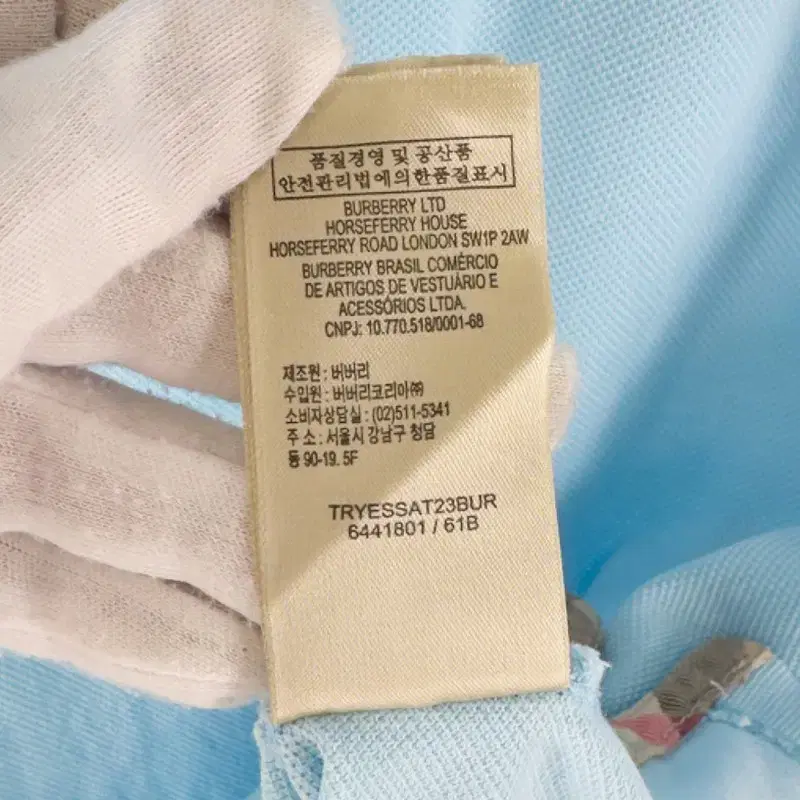 품질경영 및 공산품
안전관리법에의한품질표시
BURBERRY LTD
HORSEFERRY HOUSE
HORSEFERRY ROAD LONDON SW1P 2AW
BURBERRY BRASIL COMÉRCIO
DE ARTIGOS DE VESTUÁRIO E
ACESSÓRIOS LTDA.
CNPJ: 10.770.518/0001-68
제조원 : 버버리
수입원 : 버버리코리아㈜
소비자상담실 : (02)511-5341
주 소 : 서울시 강남구 청담
동 90-19. 5F
TRYESSAT23BUR
6441801 / 61B